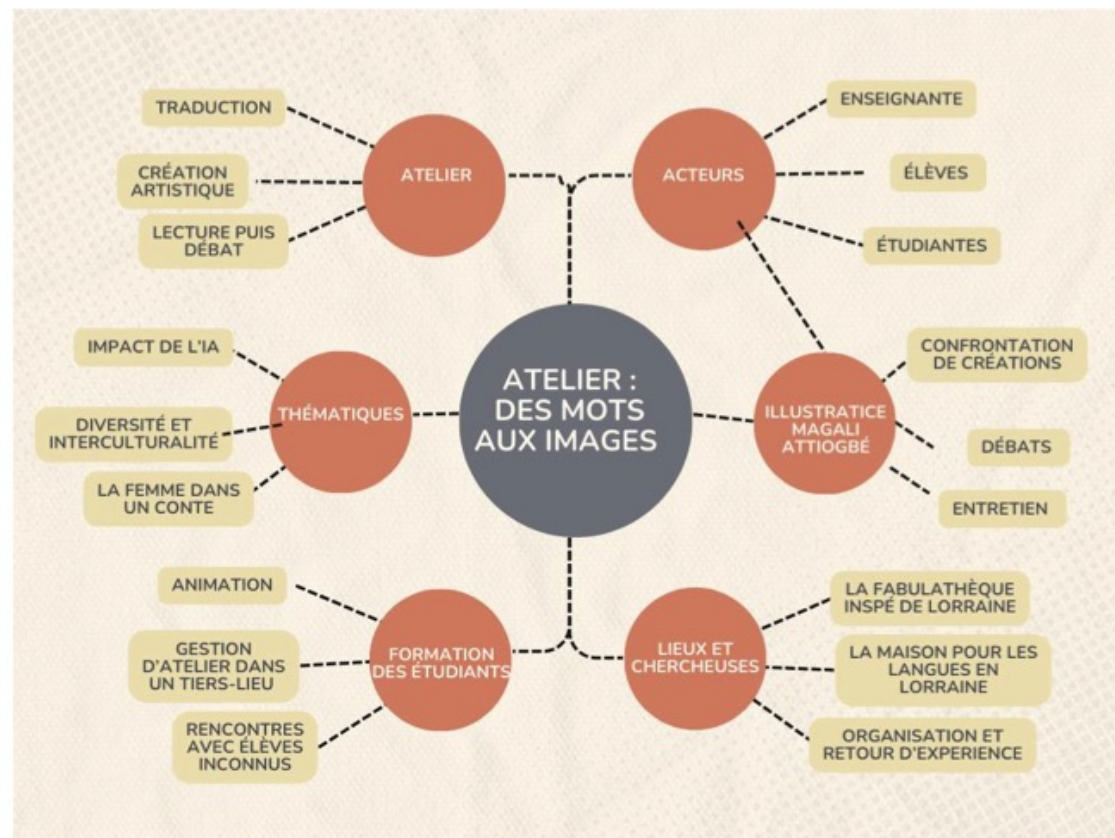 TRADUCTION
CRÉATION
ARTISTIQUE
LECTURE PUIS
DÉBAT
ATELIER
ACTEURS
ENSEIGNANTE
ÉLÈVES
ÉTUDIANTES
IMPACT DE L'IA
DIVERSITÉ ET
INTERCULTURALITÉ
LA FEMME DANS
UN CONTE
THÉMATIQUES
ATELIER :
DES MOTS
AUX IMAGES
ILLUSTRATICE
MAGALI
ATTIOGBÉ
CONFRONTATION
DE CRÉATIONS
DÉBATS
ENTRETIEN
ANIMATION
GESTION
D'ATELIER DANS
UN TIERS-LIEU
RENCONTRES
AVEC ÉLÈVES
INCONNUS
FORMATION
DES ÉTUDIANTS
LIEUX ET
CHERCHEUSES
LA FABULATHÈQUE
INSPÉ DE LORRAINE
LA MAISON POUR LES
LANGUES EN
LORRAINE
ORGANISATION ET
RETOUR D'EXPERIENCE